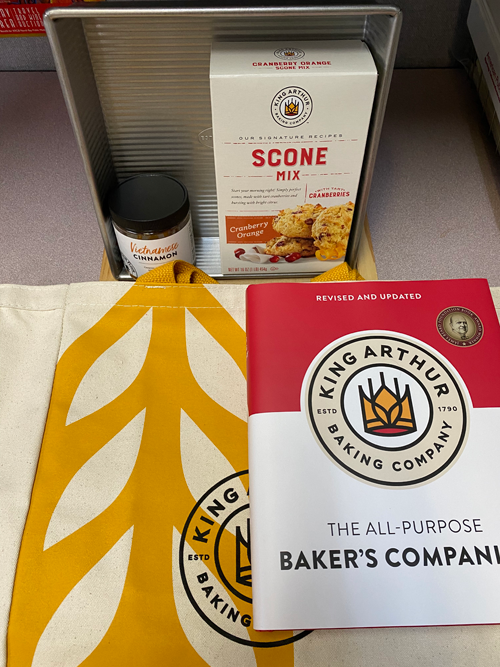 CRANBERRY ORANGE
SCONE MIX
KING ARTHUR
BAKING COMPANY
OUR SIGNATURE RECIPES
SCONE
MIX
WITH TANGY
CRANBERRIES
Cranberry
Orange
Vietnamese
CINNAMON
REVISED AND UPDATED
KING ARTHUR
ESTD 1790
BAKING COMPANY
THE ALL-PURPOSE
BAKER'S COMPANI
KING A
ESTD
BAKING